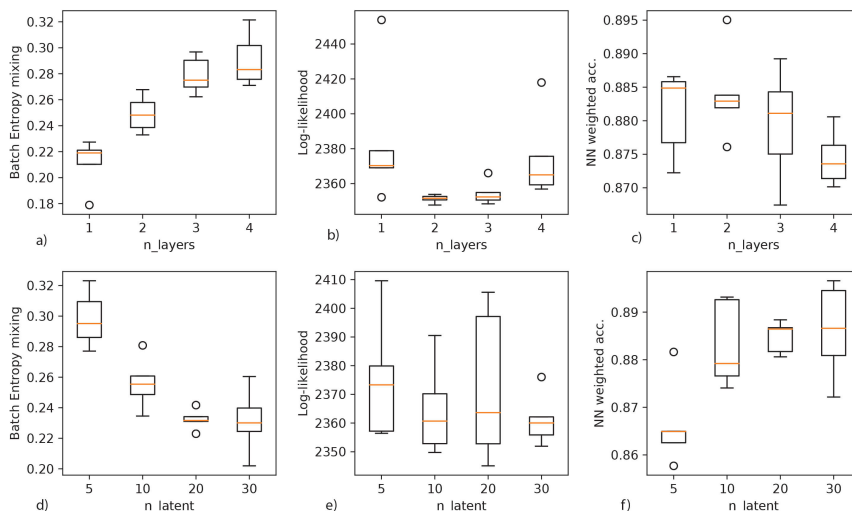 Batch Entropy mixing
0.32
0.30
0.28
0.26
0.24
0.22
0.20
0.18
1 2 3 4
n_layers
a)
Log-likelihood
2440
2420
2400
2380
2360
1 2 3 4
n_layers
b)
NN weighted acc.
0.895
0.890
0.885
0.880
0.875
0.870
1 2 3 4
n_layers
c)
Batch Entropy mixing
0.32
0.30
0.28
0.26
0.24
0.22
0.20
5 10 20 30
n_latent
d)
Log-likelihood
2410
2400
2390
2380
2370
2360
2350
5 10 20 30
n_latent
e)
NN weighted acc.
0.89
0.88
0.87
0.86
5 10 20 30
n_latent
f)